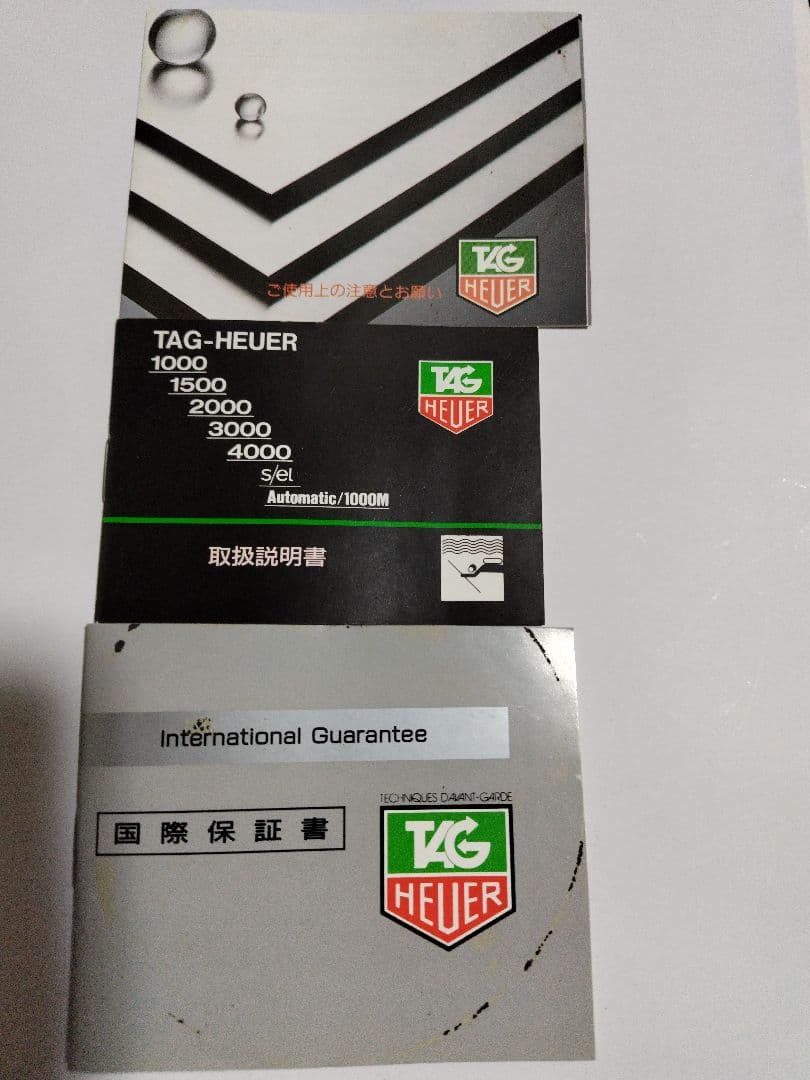 ご使用上の注意とお願い
TAG
HEUER
TAG-HEUER
1000
1500
2000
3000
4000
s/el
Automatic/1000M
TAG
HEUER
取扱説明書
International Guarantee
国際保証書
TECHNIQUES D'AVANT-GARDE
TAG
HEUER